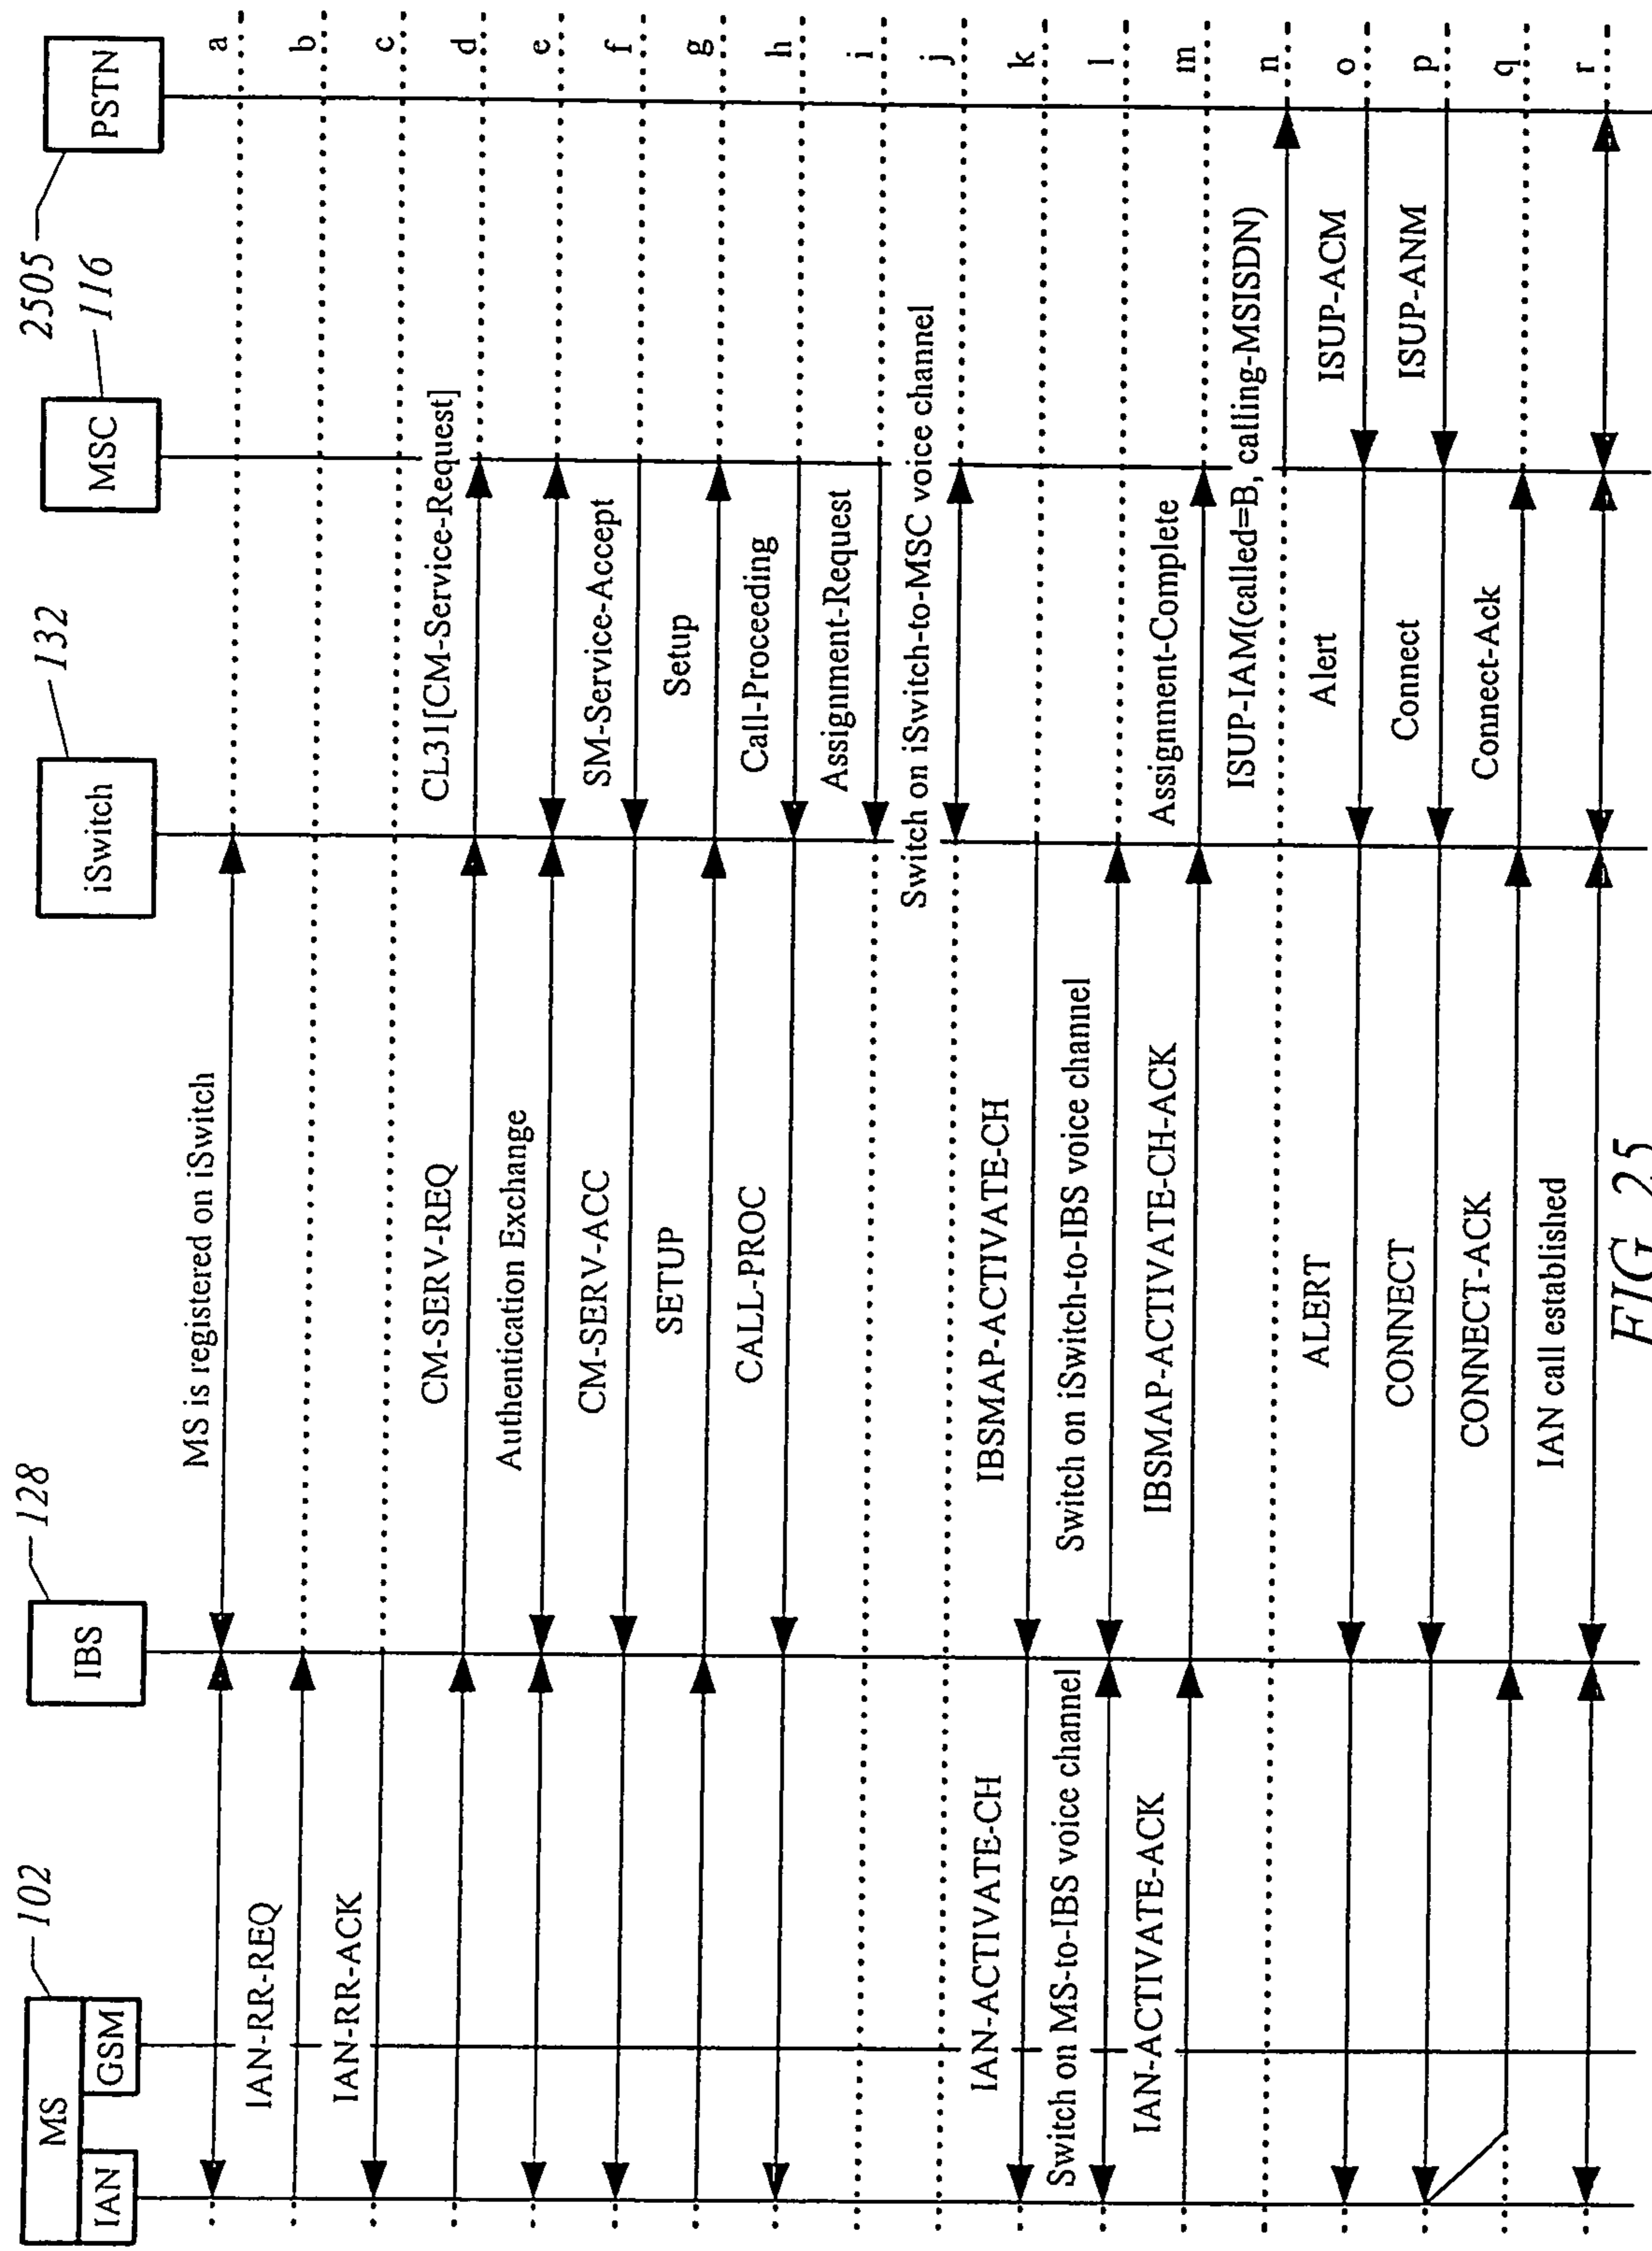 MS
102
IAN
GSM
IBS
128
iSwitch
132
MSC
116
PSTN
2505
MS is registered on iSwitch
a
IAN-RR-REQ
b
IAN-RR-ACK
c
CM-SERV-REQ
CL31[CM-Service-Request]
d
Authentication Exchange
e
CM-SERV-ACC
SM-Service-Accept
f
SETUP
Setup
g
CALL-PROC
Call-Proceeding
h
Assignment-Request
i
Switch on iSwitch-to-MSC voice channel
j
IAN-ACTIVATE-CH
IBSMAP-ACTIVATE-CH
k
Switch on MS-to-IBS voice channel
Switch on iSwitch-to-IBS voice channel
l
IAN-ACTIVATE-ACK
IBSMAP-ACTIVATE-CH-ACK
Assignment-Complete
m
ISUP-IAM(called=B, calling-MSISDN)
n
ALERT
Alert
ISUP-ACM
o
CONNECT
Connect
ISUP-ANM
p
CONNECT-ACK
Connect-Ack
q
IAN call established
r
FIG. 25